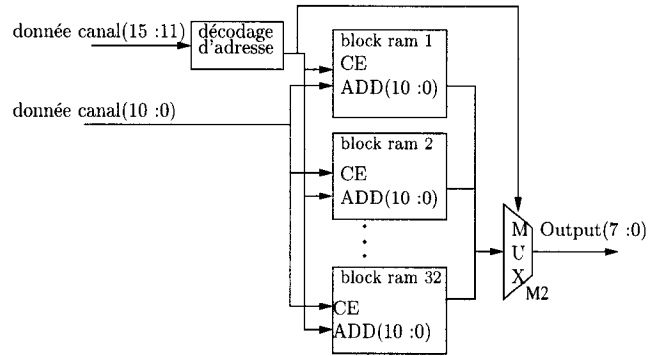 donnée canal(15 :11)
décodage
d'adresse
donnée canal(10 :0)
block ram 1
CE
ADD(10 :0)
block ram 2
CE
ADD(10 :0)
block ram 32
CE
ADD(10 :0)
M
U
X
M2
Output(7 :0)